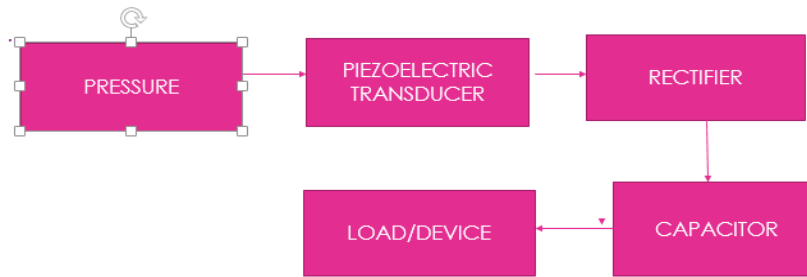 PRESSURE
PIEZOELECTRIC
TRANSDUCER
RECTIFIER
LOAD/DEVICE
CAPACITOR